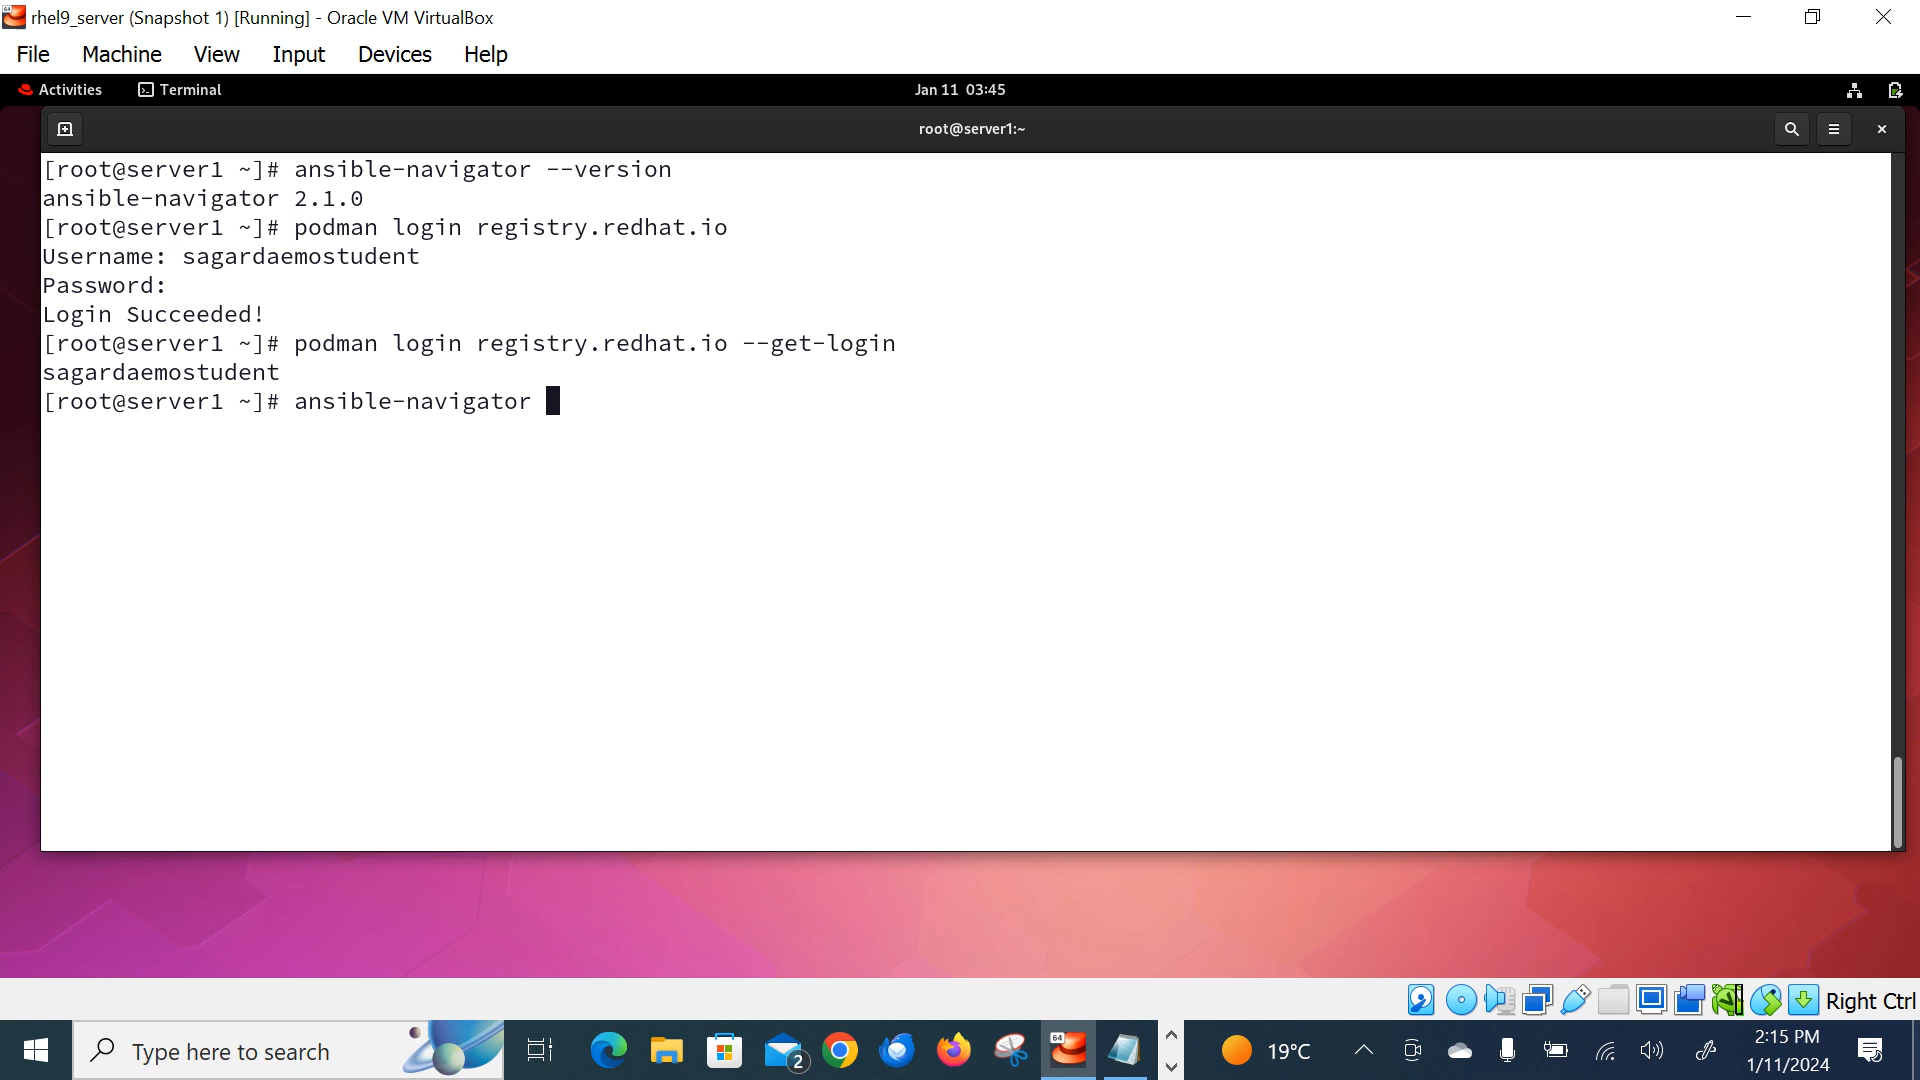 rhel9_server (Snapshot 1) [Running] - Oracle VM VirtualBox
File Machine View Input Devices Help
Activities Terminal Jan 11 03:45
root@server1:~
[root@server1 ~]# ansible-navigator --version
ansible-navigator 2.1.0
[root@server1 ~]# podman login registry.redhat.io
Username: sagardaemostudent
Password:
Login Succeeded!
[root@server1 ~]# podman login registry.redhat.io --get-login
sagardaemostudent
[root@server1 ~]# ansible-navigator
Right Ctrl
Type here to search
2
64
19°C
2:15 PM
1/11/2024